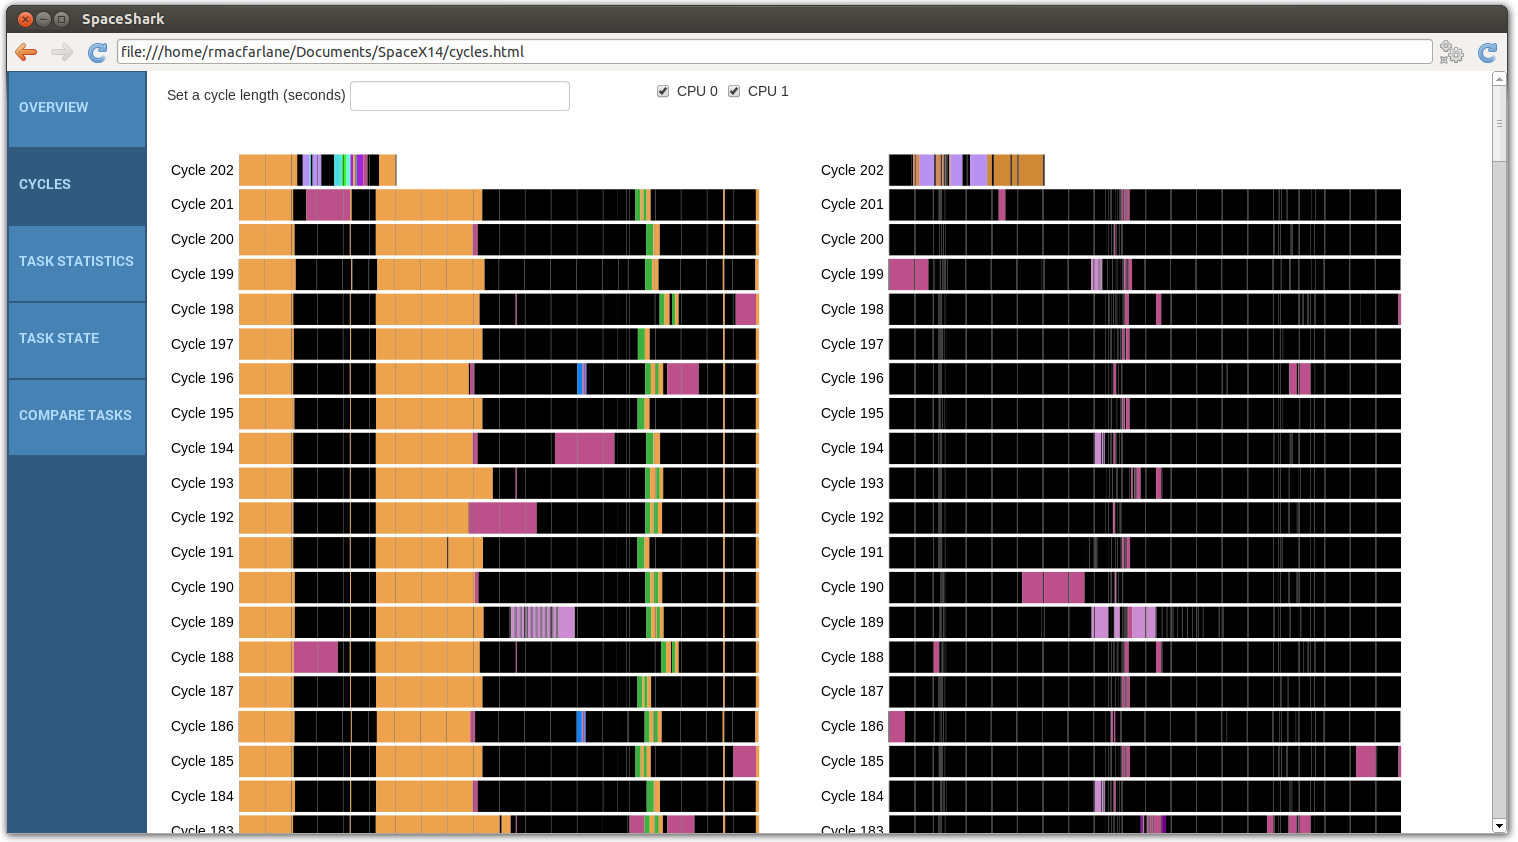 SpaceShark
file:///home/rmacfarlane/Documents/SpaceX14/cycles.html
OVERVIEW
CYCLES
TASK STATISTICS
TASK STATE
COMPARE TASKS
Set a cycle length (seconds)
CPU 0 CPU 1
Cycle 202 Cycle 202
Cycle 201 Cycle 201
Cycle 200 Cycle 200
Cycle 199 Cycle 199
Cycle 198 Cycle 198
Cycle 197 Cycle 197
Cycle 196 Cycle 196
Cycle 195 Cycle 195
Cycle 194 Cycle 194
Cycle 193 Cycle 193
Cycle 192 Cycle 192
Cycle 191 Cycle 191
Cycle 190 Cycle 190
Cycle 189 Cycle 189
Cycle 188 Cycle 188
Cycle 187 Cycle 187
Cycle 186 Cycle 186
Cycle 185 Cycle 185
Cycle 184 Cycle 184
Cycle 183 Cycle 183